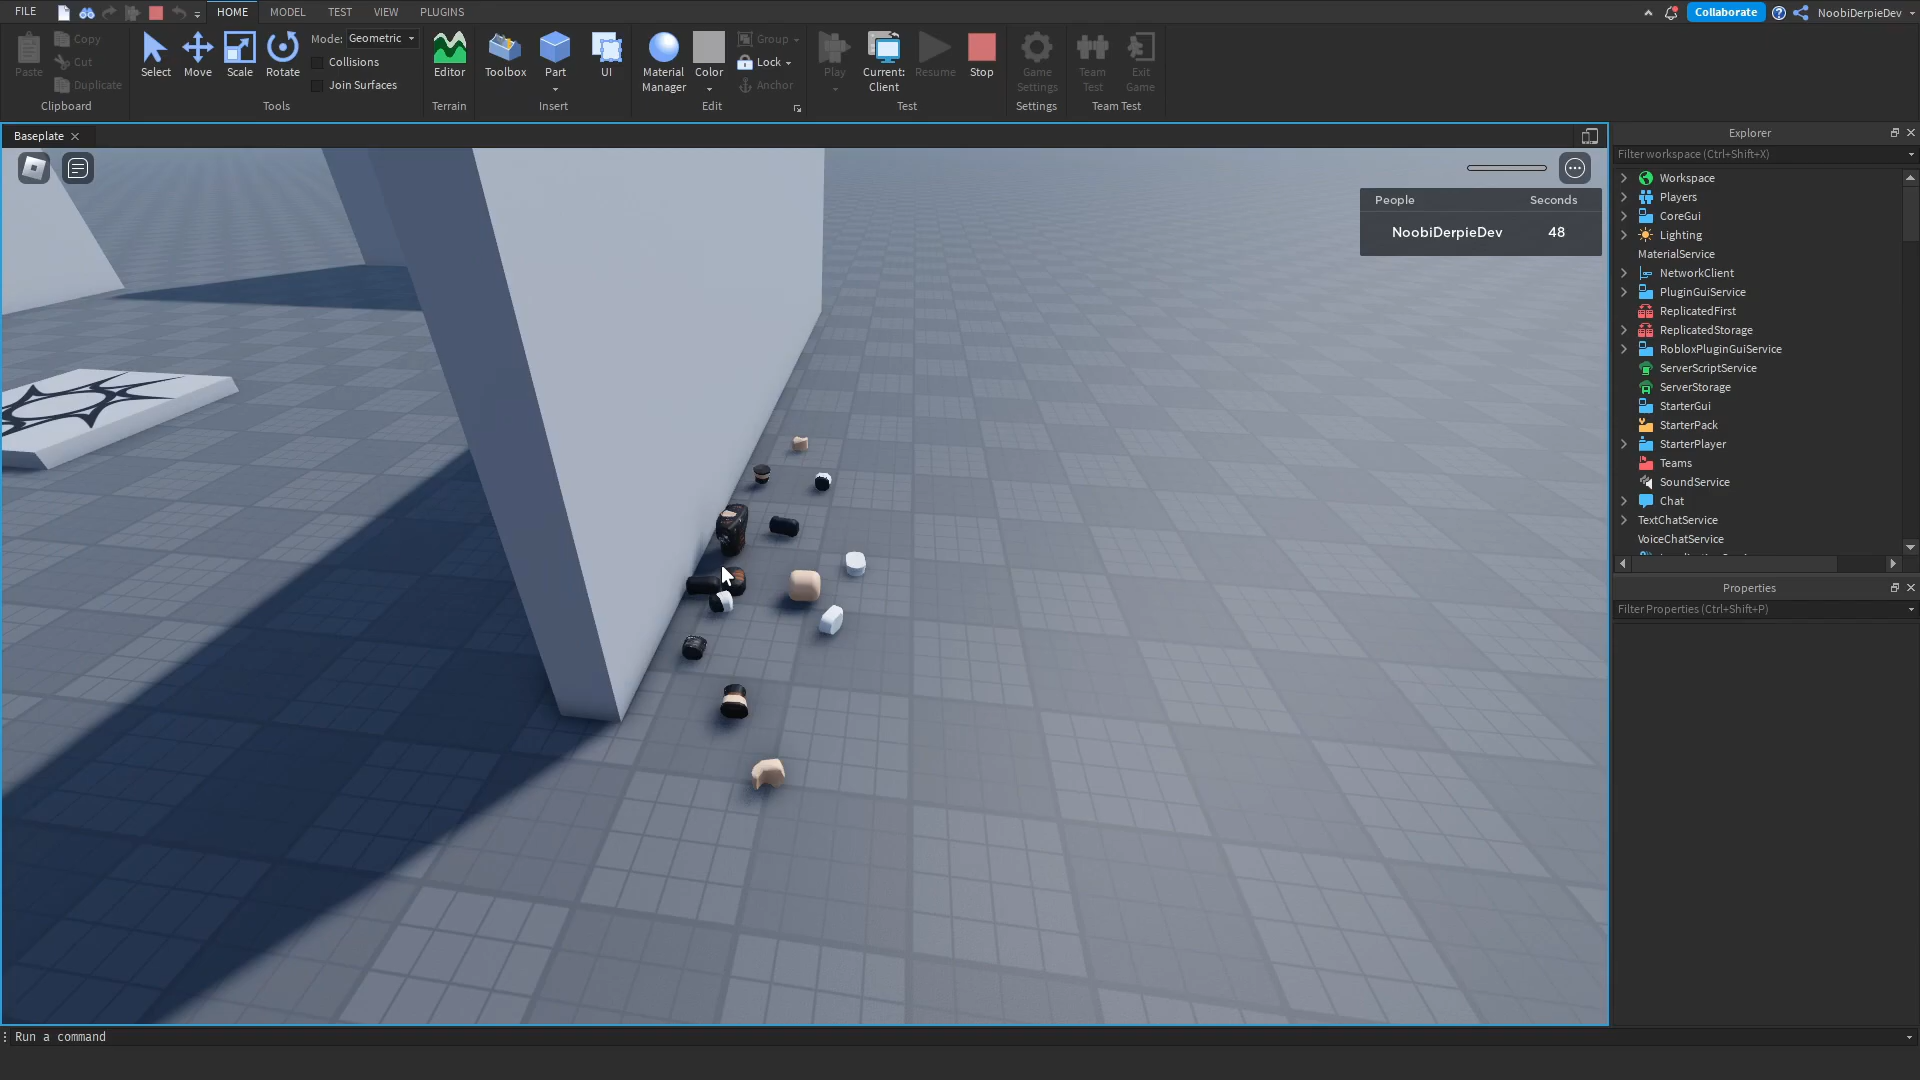 FILE HOME MODEL TEST VIEW PLUGINS Collaborate NoobiDerpieDev
Paste Copy Cut Duplicate
Clipboard
Select Move Scale Rotate Mode: Geometric Collisions Join Surfaces
Tools
Editor
Terrain
Toolbox Part UI
Insert
Material Manager Color Group Lock Anchor
Edit
Play Current: Client Resume Stop
Test
Game Settings
Settings
Team Test Exit Game
Team Test
Baseplate
People Seconds
NoobiDerpieDev 48
Explorer
Filter workspace (Ctrl+Shift+X)
Workspace
Players
CoreGui
Lighting
MaterialService
NetworkClient
PluginGuiService
ReplicatedFirst
ReplicatedStorage
RobloxPluginGuiService
ServerScriptService
ServerStorage
StarterGui
StarterPack
StarterPlayer
Teams
SoundService
Chat
TextChatService
VoiceChatService
Properties
Filter Properties (Ctrl+Shift+P)
Run a command